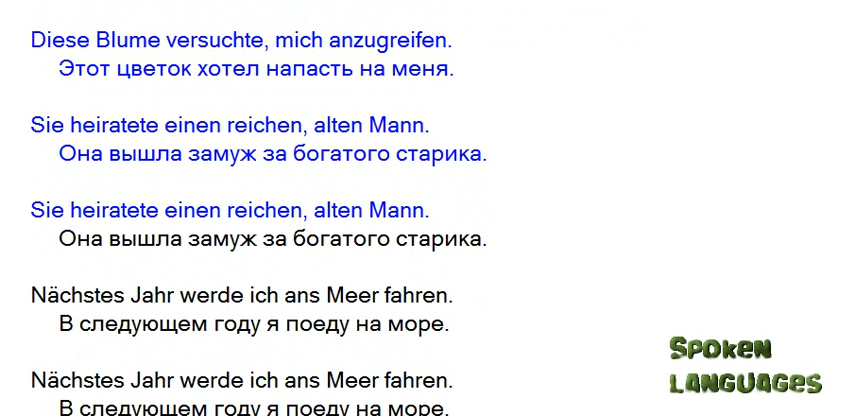 Diese Blume versuchte, mich anzugreifen.
Этот цветок хотел напасть на меня.
Sie heiratete einen reichen, alten Mann.
Она вышла замуж за богатого старика.
Sie heiratete einen reichen, alten Mann.
Она вышла замуж за богатого старика.
Nächstes Jahr werde ich ans Meer fahren.
В следующем году я поеду на море.
Nächstes Jahr werde ich ans Meer fahren.
В следующем году я поеду на море.
SPOKEN
LANGUAGES